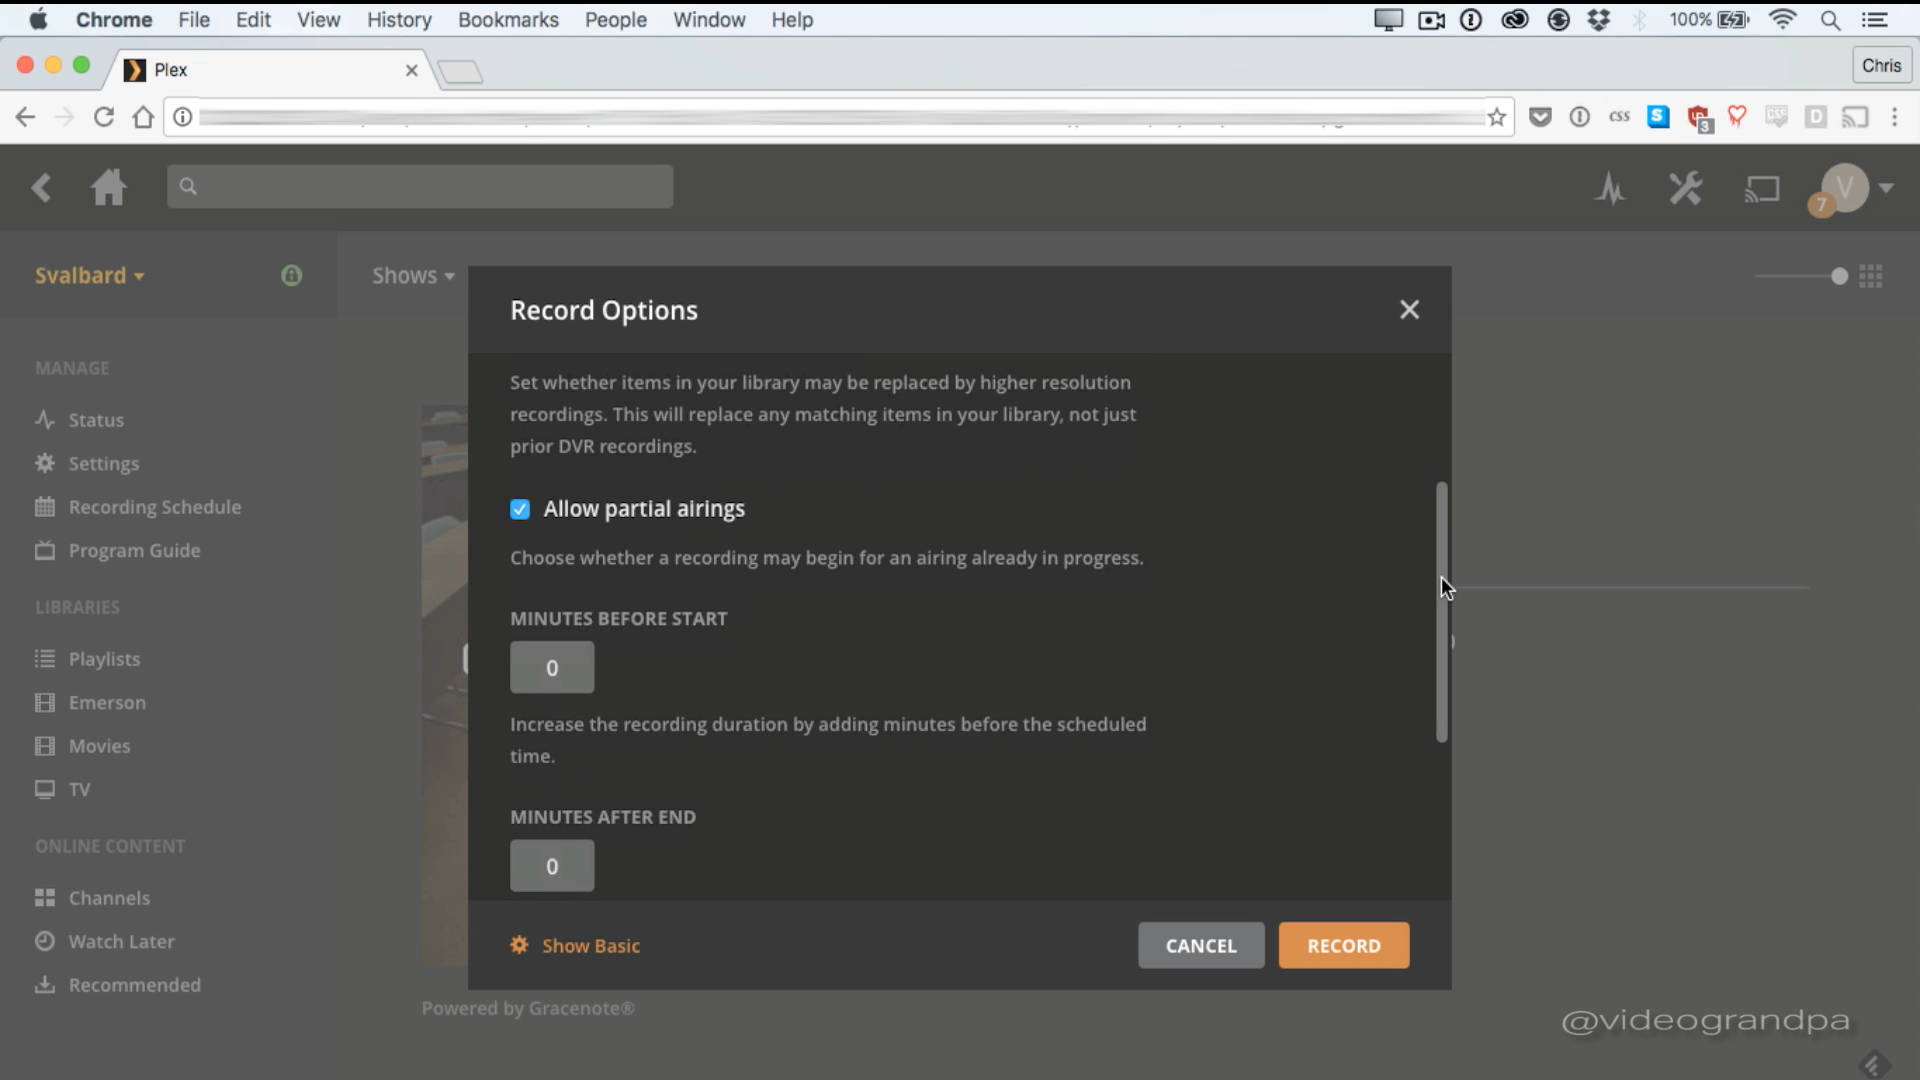 Chrome File Edit View History Bookmarks People Window Help 100%
Plex
Chris
css S 3 css D
V
7
Svalbard
Shows
Record Options
MANAGE
Status
Settings
Recording Schedule
Program Guide
LIBRARIES
Playlists
Emerson
Movies
TV
ONLINE CONTENT
Channels
Watch Later
Recommended
Set whether items in your library may be replaced by higher resolution
recordings. This will replace any matching items in your library, not just
prior DVR recordings.
Allow partial airings
Choose whether a recording may begin for an airing already in progress.
MINUTES BEFORE START
0
Increase the recording duration by adding minutes before the scheduled
time.
MINUTES AFTER END
0
Show Basic
CANCEL
RECORD
Powered by Gracenote®
@videograndpa